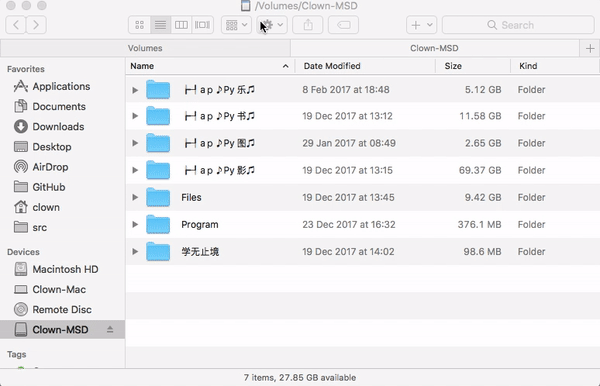 /Volumes/Clown-MSD
Search
Volumes
Clown-MSD
Favorites
Applications
Documents
Downloads
Desktop
AirDrop
GitHub
clown
src
Devices
Macintosh HD
Clown-Mac
Remote Disc
Clown-MSD
Tags
Name Date Modified Size Kind
a p ♪Py 乐♫ 8 Feb 2017 at 18:48 5.12 GB Folder
a p ♪Py 书♫ 19 Dec 2017 at 13:12 11.58 GB Folder
a p ♪Py 图♫ 29 Jan 2017 at 08:49 2.65 GB Folder
a p ♪Py 影♫ 19 Dec 2017 at 13:15 69.37 GB Folder
Files 19 Dec 2017 at 13:45 9.42 GB Folder
Program 23 Dec 2017 at 16:32 376.1 MB Folder
学无止境 19 Dec 2017 at 14:02 98.6 MB Folder
7 items, 27.85 GB available